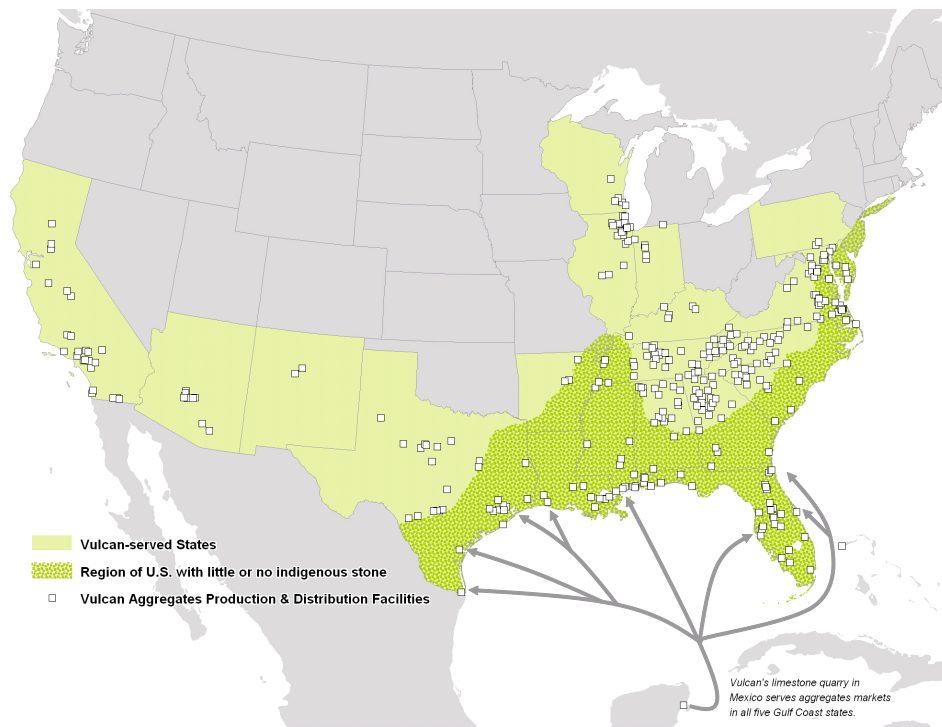 Vulcan-served States
Region of U.S. with little or no indigenous stone
Vulcan Aggregates Production & Distribution Facilities
Vulcan's limestone quarry in
Mexico serves aggregates markets
in all five Gulf Coast states.